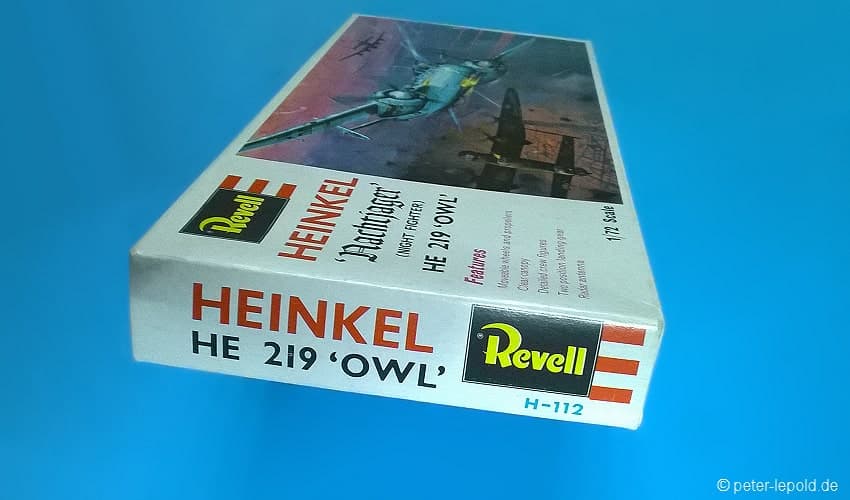 Revell
HEINKEL
'Nachtjäger'
(NIGHT FIGHTER)
HE 219 'OWL'
Features
Moveable wheels and propellers
Clear canopy
Detailed crew figures
Two position landing gear
Radar antenna
1/72 Scale
HEINKEL
HE 219 'OWL'
Revell
®
H-112
© peter-lepold.de